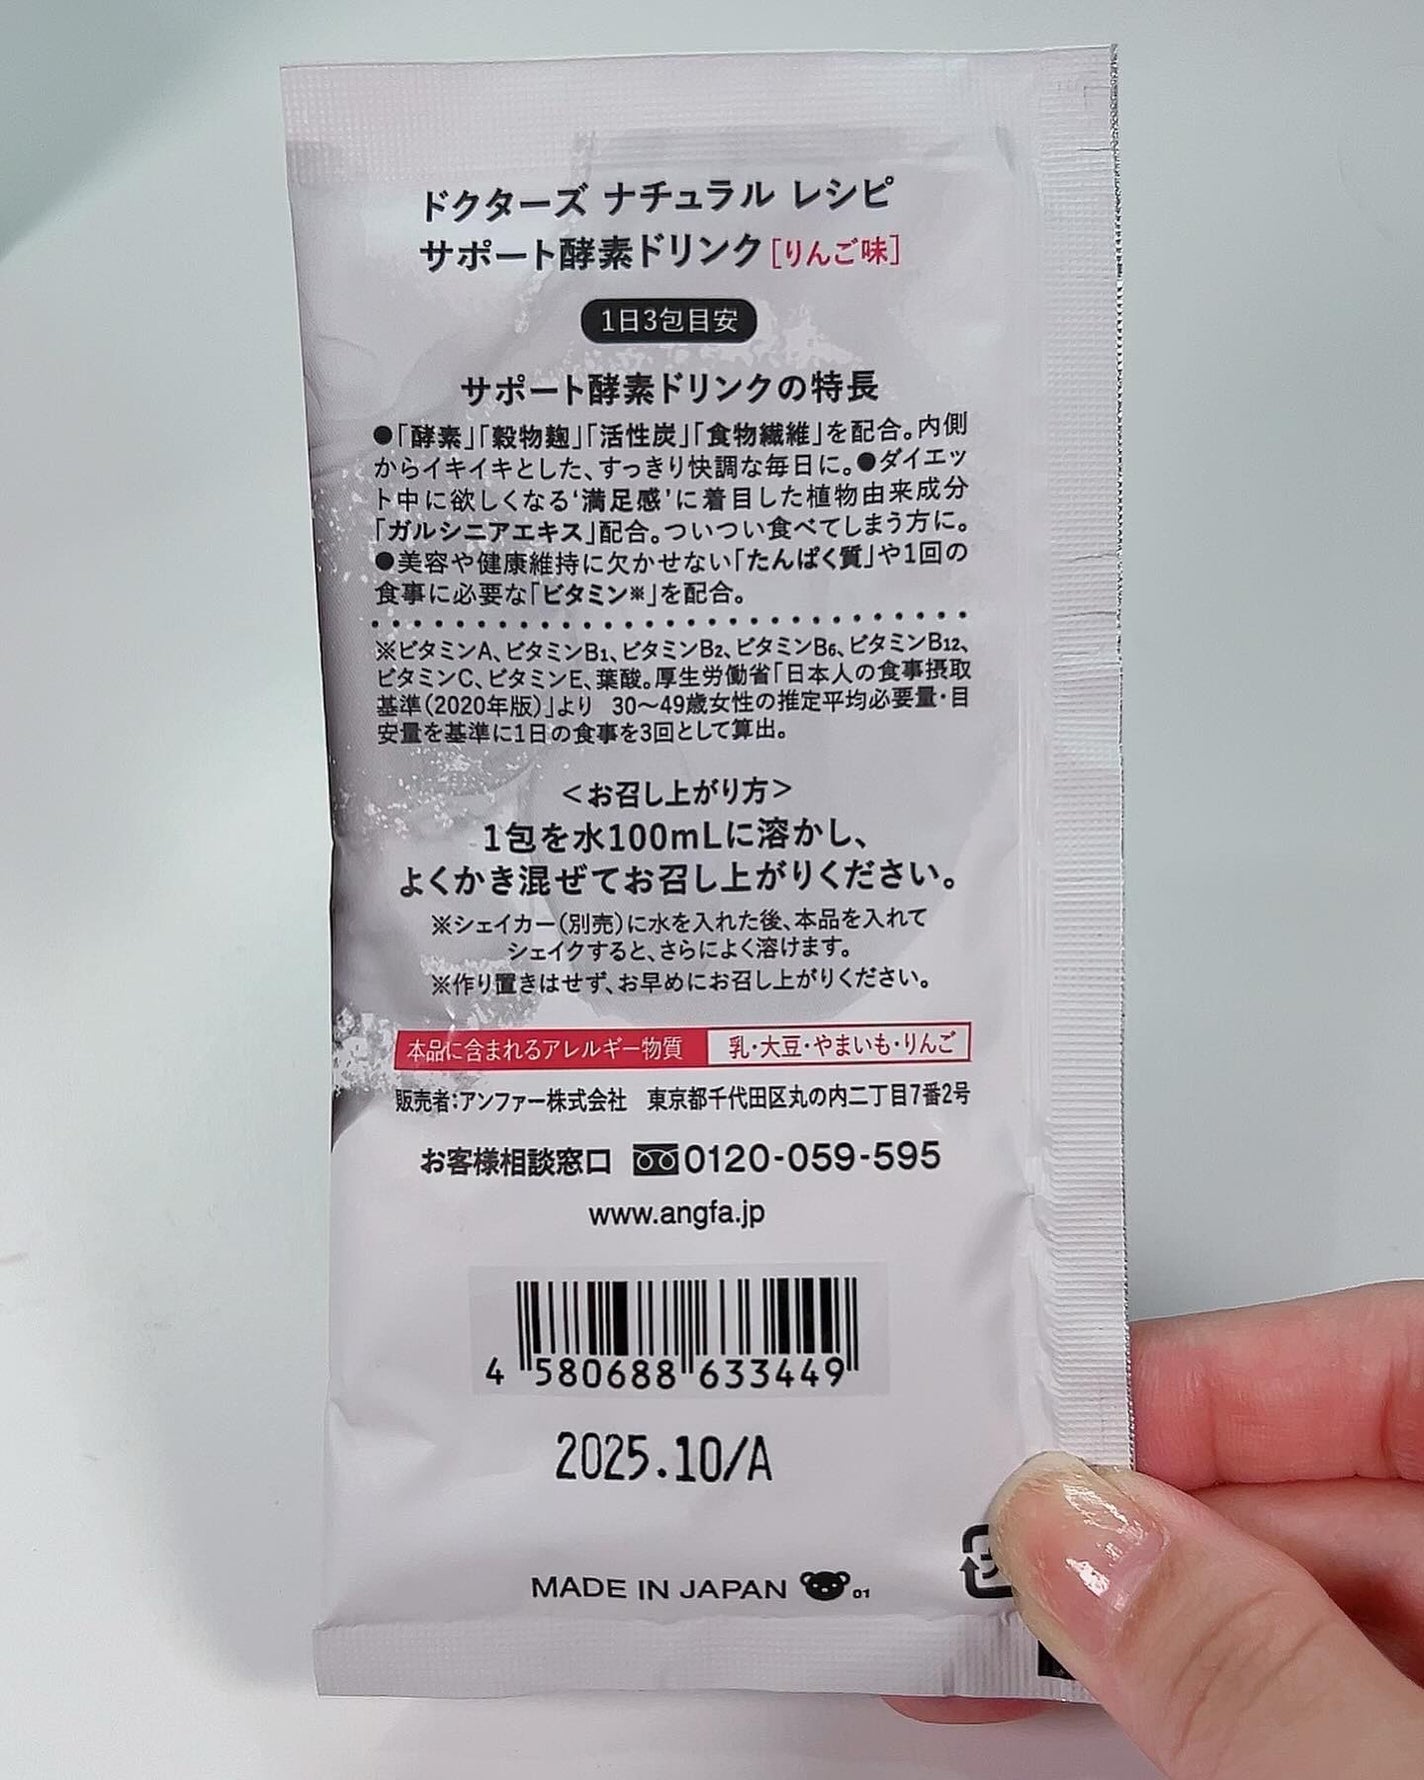 ドクターズ ナチュラル レシピ
サポート酵素ドリンク[りんご味]
1日3包目安
サポート酵素ドリンクの特長
●「酵素」「穀物麹」「活性炭」「食物繊維」を配合。内側
からイキイキとした、すっきり快調な毎日に。●ダイエッ
ト中に欲しくなる‘満足感’に着目した植物由来成分
「ガルシニアエキス」配合。ついつい食べてしまう方に。
●美容や健康維持に欠かせない「たんぱく質」や1回の
食事に必要な「ビタミン※」を配合。
※ビタミンA、ビタミンB1、ビタミンB2、ビタミンB6、ビタミンB12、
ビタミンC、ビタミンE、葉酸。厚生労働省「日本人の食事摂取
基準(2020年版)」より 30〜49歳女性の推定平均必要量・目
安量を基準に1日の食事を3回として算出。
<お召し上がり方>
1包を水100mLに溶かし、
よくかき混ぜてお召し上がりください。
※シェイカー(別売)に水を入れた後、本品を入れて
シェイクすると、さらによく溶けます。
※作り置きはせず、お早めにお召し上がりください。
本品に含まれるアレルギー物質 乳・大豆・やまいも・りんご
販売者:アンファー株式会社 東京都千代田区丸の内二丁目7番2号
お客様相談窓口 0120-059-595
www.angfa.jp
4 580688 633449
2025.10/A
MADE IN JAPAN 01